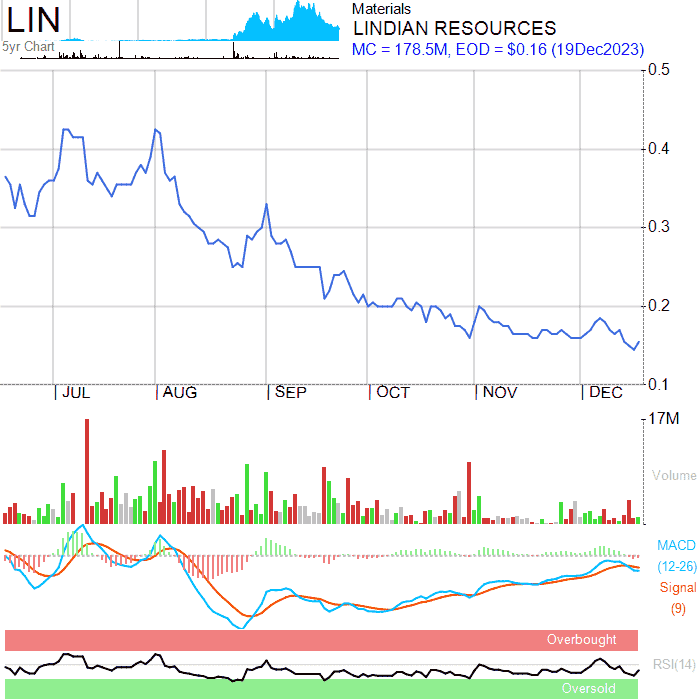 LIN
5yr Chart
Materials
LINDIAN RESOURCES
MC = 178.5M, EOD = $0.16 (19Dec2023)
0.5
0.4
0.3
0.2
0.1
JUL AUG SEP OCT NOV DEC
17M
Volume
MACD
(12-26)
Signal
(9)
Overbought
RSI(14)
Oversold